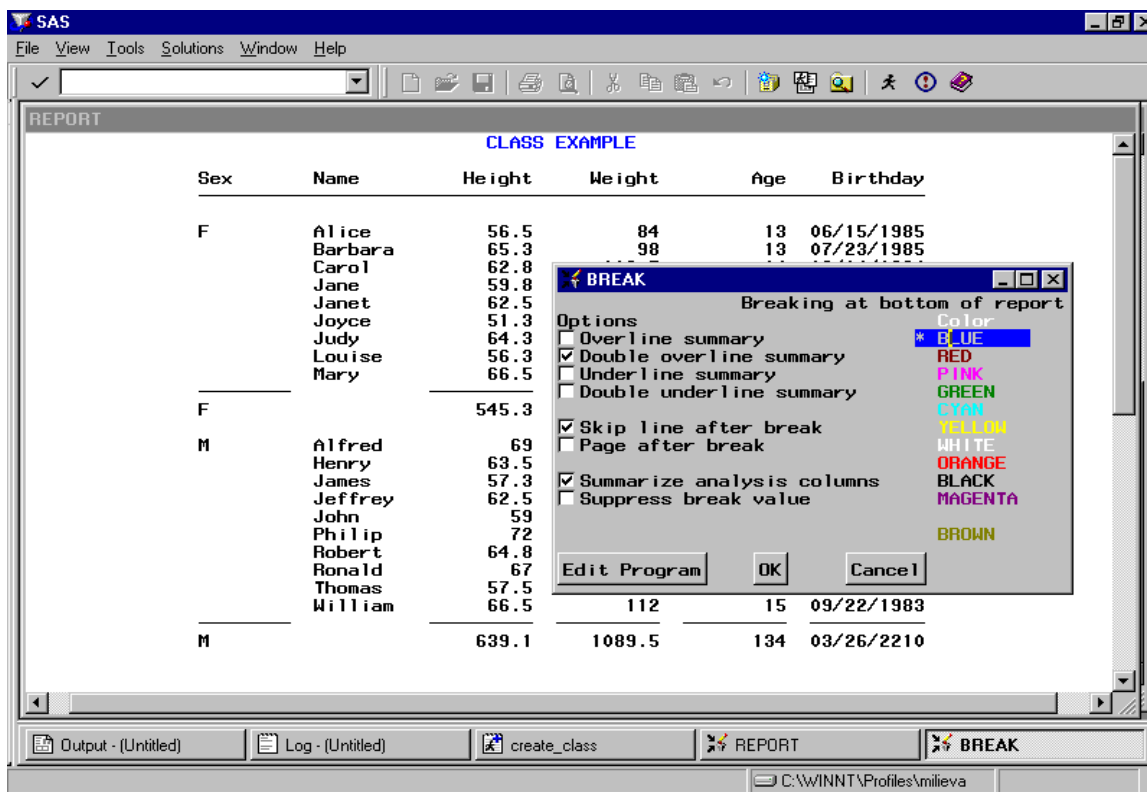 SAS
File View Tools Solutions Window Help
REPORT
CLASS EXAMPLE
Sex Name Height Weight Age Birthday
F Alice 56.5 84 13 06/15/1985
Barbara 65.3 98 13 07/23/1985
Carol 62.8
Jane 59.8
Janet 62.5
Joyce 51.3
Judy 64.3
Louise 56.3
Mary 66.5
F 545.3
M Alfred 69
Henry 63.5
James 57.3
Jeffrey 62.5
John 59
Philip 72
Robert 64.8
Ronald 67
Thomas 57.5
William 66.5 112 15 09/22/1983
M 639.1 1089.5 134 03/26/2210
BREAK
Breaking at bottom of report
Options Color
Overline summary * BLUE
Double overline summary RED
Underline summary PINK
Double underline summary GREEN
CYAN
Skip line after break YELLOW
Page after break WHITE
ORANGE
Summarize analysis columns BLACK
Suppress break value MAGENTA
BROWN
Edit Program OK Cancel
Output - (Untitled) Log - (Untitled) create_class REPORT BREAK
C:\WINNT\Profiles\milieva